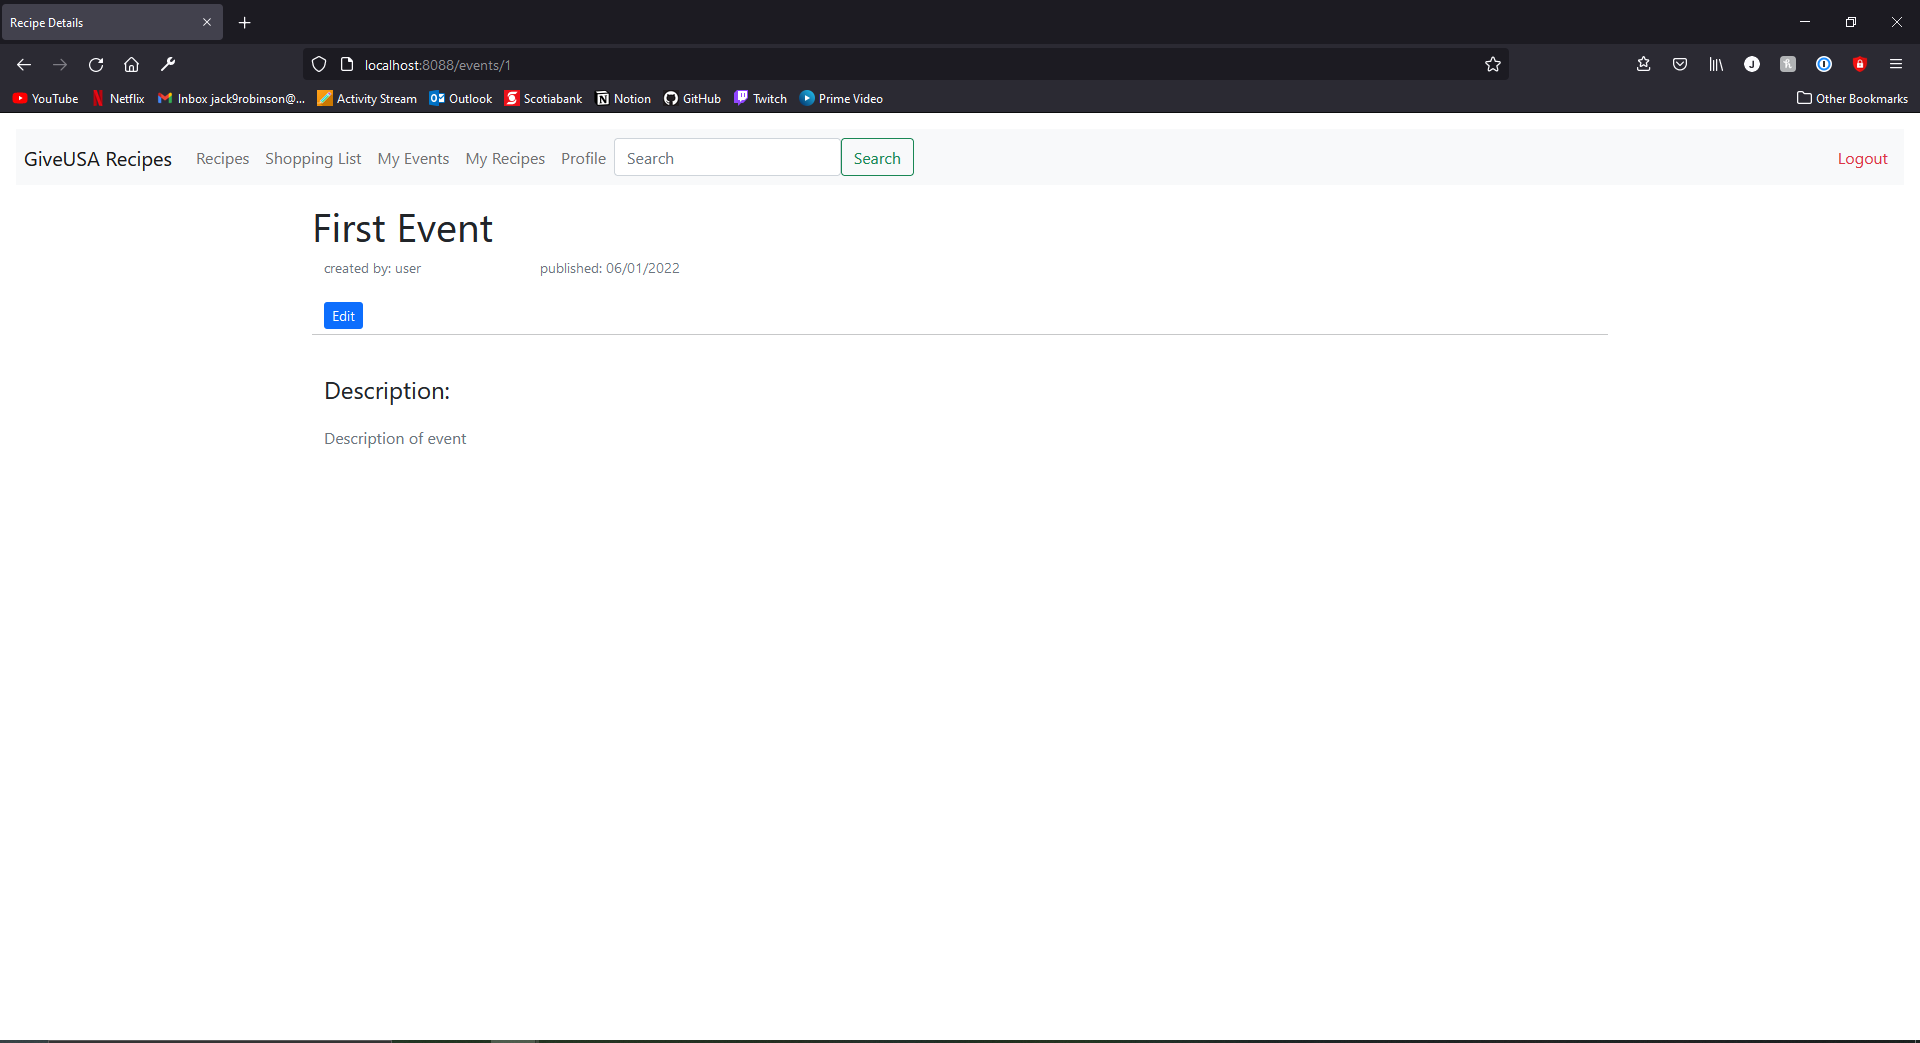 Recipe Details
localhost:8088/events/1
YouTube Netflix Inbox jack9robinson@... Activity Stream Outlook Scotiabank Notion GitHub Twitch Prime Video Other Bookmarks
GiveUSA Recipes Recipes Shopping List My Events My Recipes Profile Search Search Logout
First Event
created by: user published: 06/01/2022
Edit
Description:
Description of event